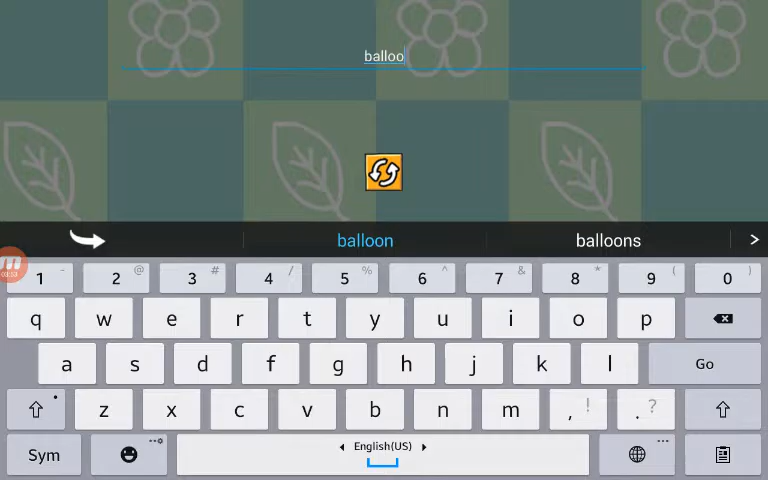 balloo
balloon balloons
1 - 2 @ 3 # 4 / 5 % 6 ^ 7 & 8 * 9 ( 0 )
q w e r t y u i o p
a s d f g h j k l Go
z x c v b n m , ! . ?
Sym English(US)